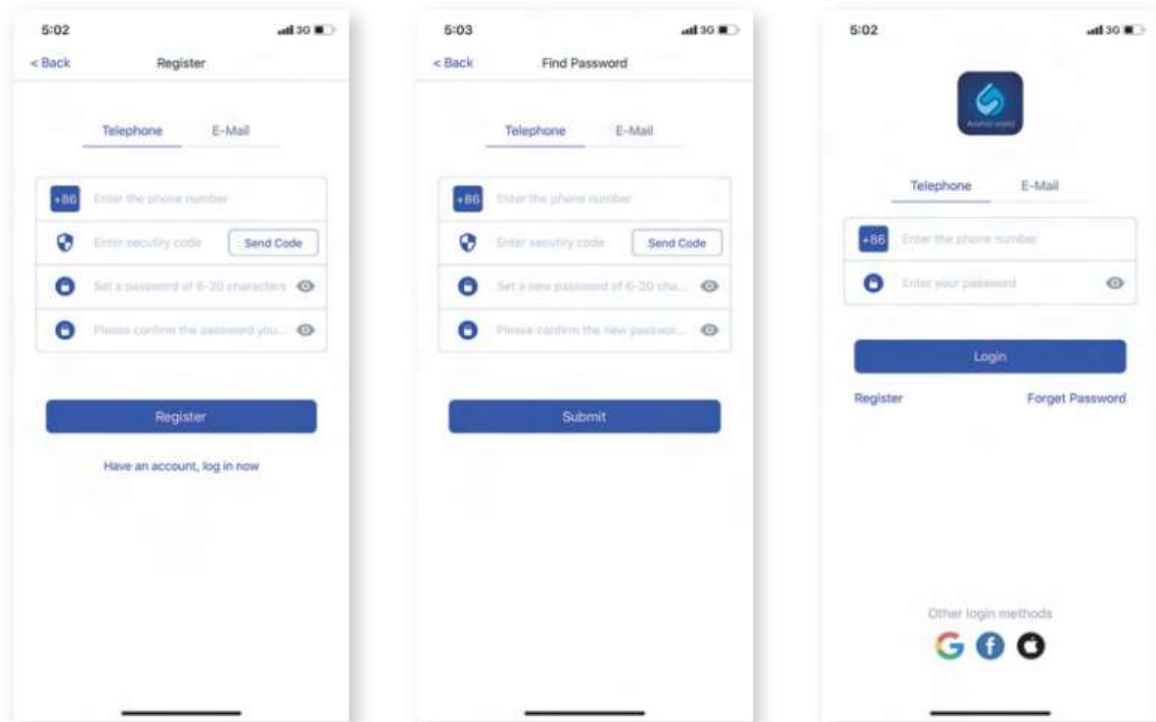 5:02
3G
< Back
Register
Telephone
E-Mail
+86
Enter the phone number
Enter secutiry code
Send Code
Set a password of 6-20 characters
Please confirm the password you...
Register
Have an account, log in now
5:03
3G
< Back
Find Password
Telephone
E-Mail
+86
Enter the phone number
Enter secutiry code
Send Code
Set a new password of 6-20 cha...
Please confirm the new passwor...
Submit
5:02
3G
Aroma-world
Telephone
E-Mail
+86
Enter the phone number
Enter your password
Login
Register
Forget Password
Other login methods